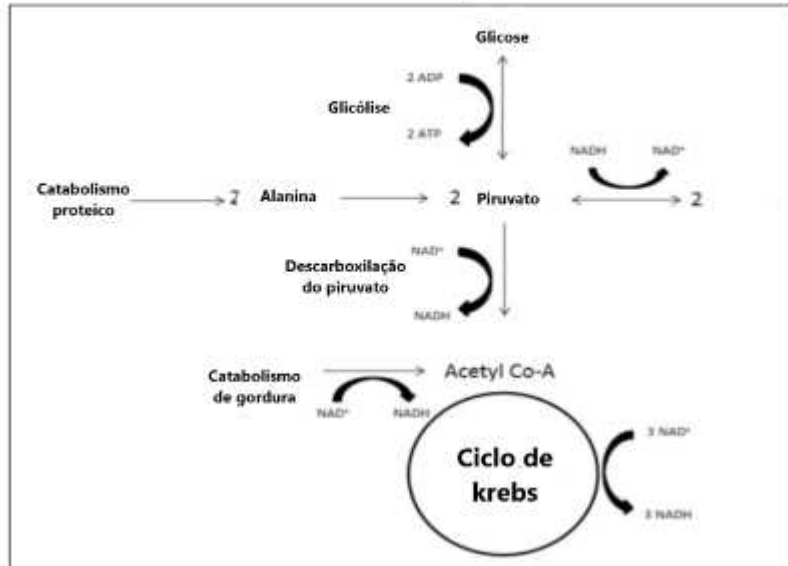 Glicose
2 ADP
Glicólise
2 ATP
NADH NAD⁺
Catabolismo
proteico
2 Alanina 2 Piruvato 2
NAD⁺
Descarboxilação
do piruvato
NADH
Acetyl Co-A
Catabolismo
de gordura
NAD⁺ NADH
3 NAD⁺
Ciclo de
krebs
3 NADH